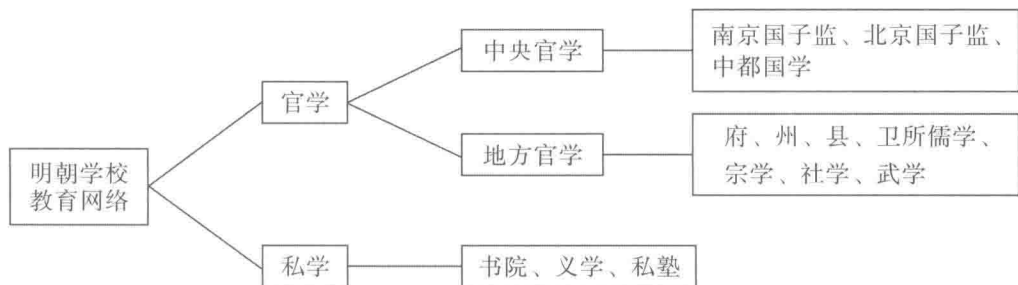 明朝学校
教育网络
官学
私学
中央官学
地方官学
南京国子监、北京国子监、
中都国学
府、州、县、卫所儒学、
宗学、社学、武学
书院、义学、私塾